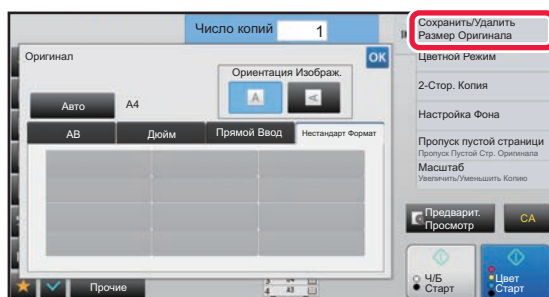 Число копий
1
Оригинал
OK
Ориентация Изображ.
A
A
Авто
A4
АВ
Дюйм
Прямой Ввод
Нестандарт Формат
Прочие
A3
Сохранить/Удалить
Размер Оригинала
Цветной Режим
2-Стор. Копия
Настройка Фона
Пропуск пустой страници
Пропуск Пустой Стр. Оригинала
Масштаб
Увеличить/Уменьшить Копию
Предварит.
Просмотр
CA
Ч/Б
Старт
Цвет
Старт